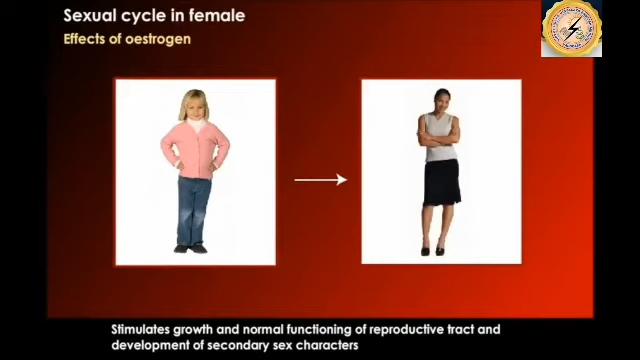 Sexual cycle in female
Effects of oestrogen
Stimulates growth and normal functioning of reproductive tract and
development of secondary sex characters